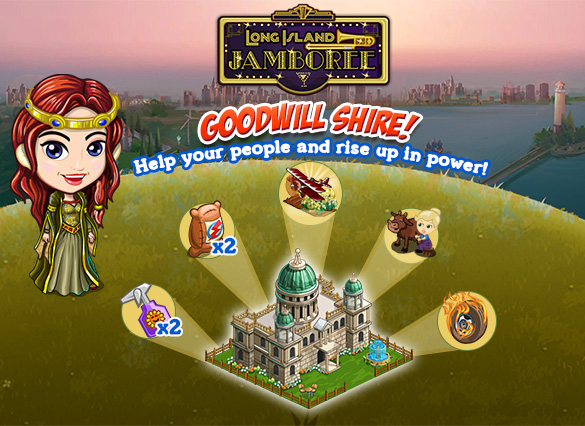 Long Island
JAMBOREE
GOODWILL SHIRE!
Help your people and rise up in power!
x2
x2